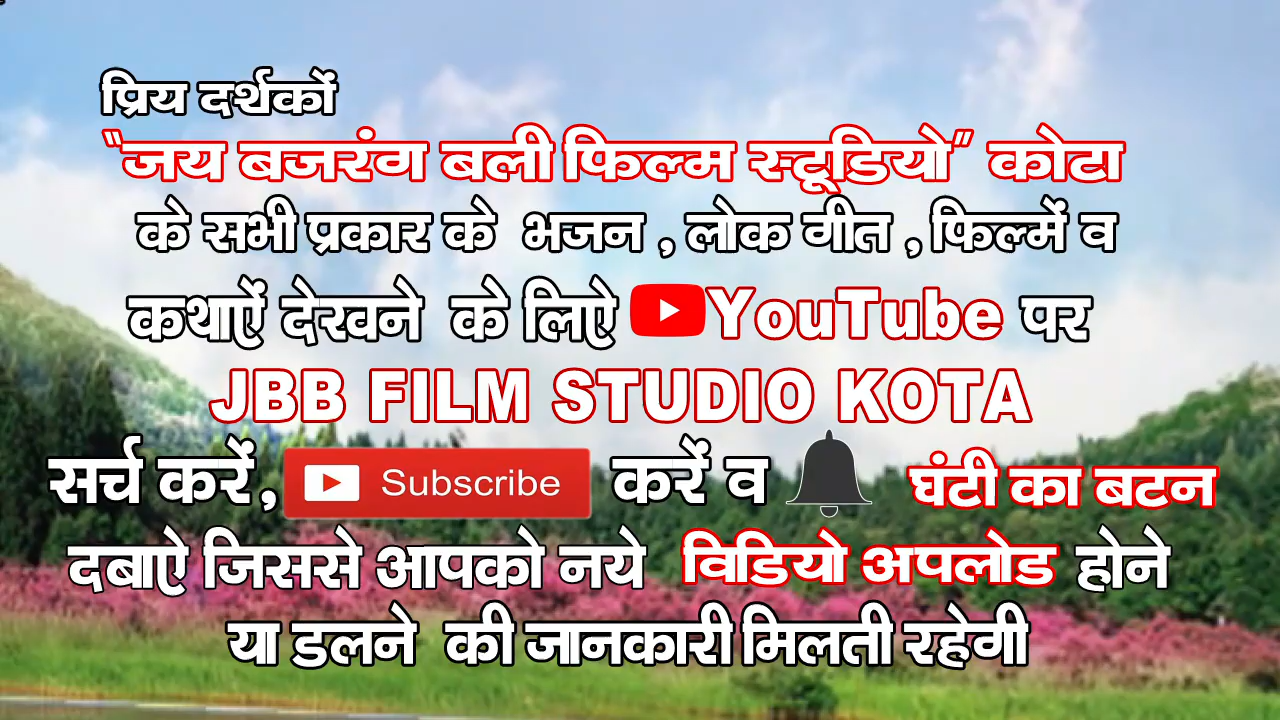 प्रिय दर्शकों
"जय बजरंग बली फिल्म स्टूडियो" कोटा
के सभी प्रकार के भजन , लोक गीत , फिल्में व
कथाऐं देखने के लिऐ YouTube पर
JBB FILM STUDIO KOTA
सर्च करें, Subscribe करें व घंटी का बटन
दबाऐ जिससे आपको नये विडियो अपलोड होने
या डलने की जानकारी मिलती रहेगी